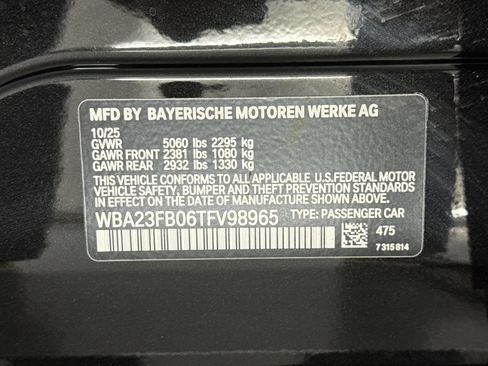 MFD BY BAYERISCHE MOTOREN WERKE AG
10/25
GVWR 5060 lbs 2295 kg
GAWR FRONT 2381 lbs 1080 kg
GAWR REAR 2932 lbs 1330 kg
THIS VEHICLE CONFORMS TO ALL APPLICABLE U.S.FEDERAL MOTOR
VEHICLE SAFETY, BUMPER AND THEFT PREVENTION STANDARDS IN
EFFECT ON THE DATE OF MANUFACTURE SHOWN ABOVE.
WBA23FB06TFV98965 TYPE: PASSENGER CAR
475
7315814